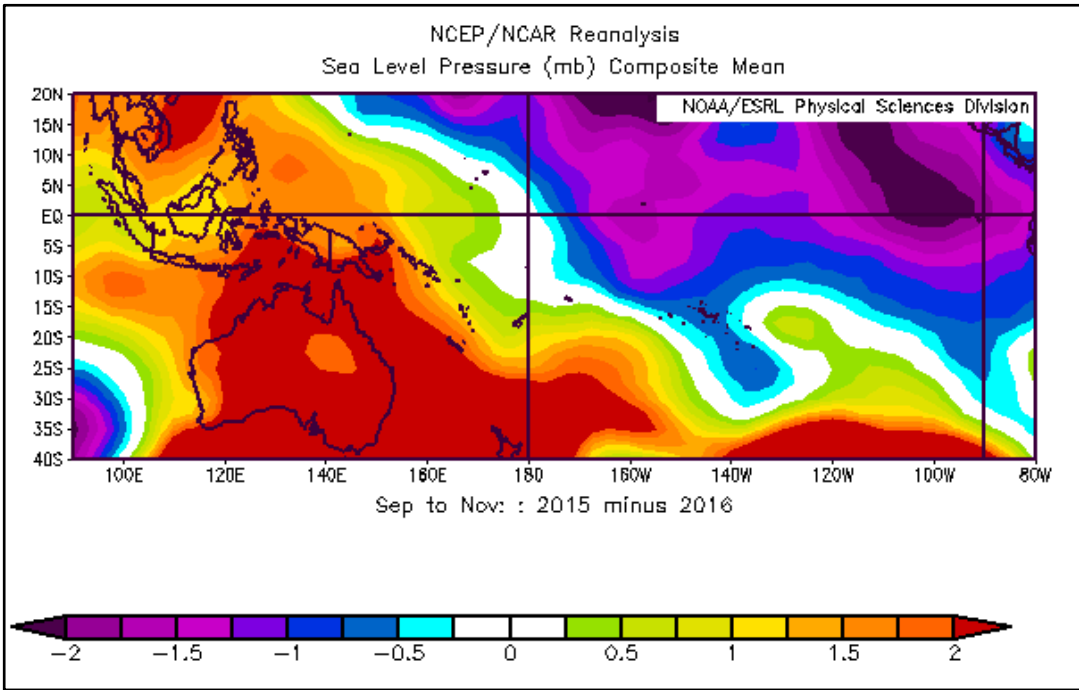 NCEP/NCAR Reanalysis
Sea Level Pressure (mb) Composite Mean
NOAA/ESRL Physical Sciences Division
20N
15N
10N
5N
EQ
5S
10S
15S
20S
25S
30S
35S
40S
100E 120E 140E 160E 180 160W 140W 120W 100W 80W
Sep to Nov: : 2015 minus 2016
-2 -1.5 -1 -0.5 0 0.5 1 1.5 2